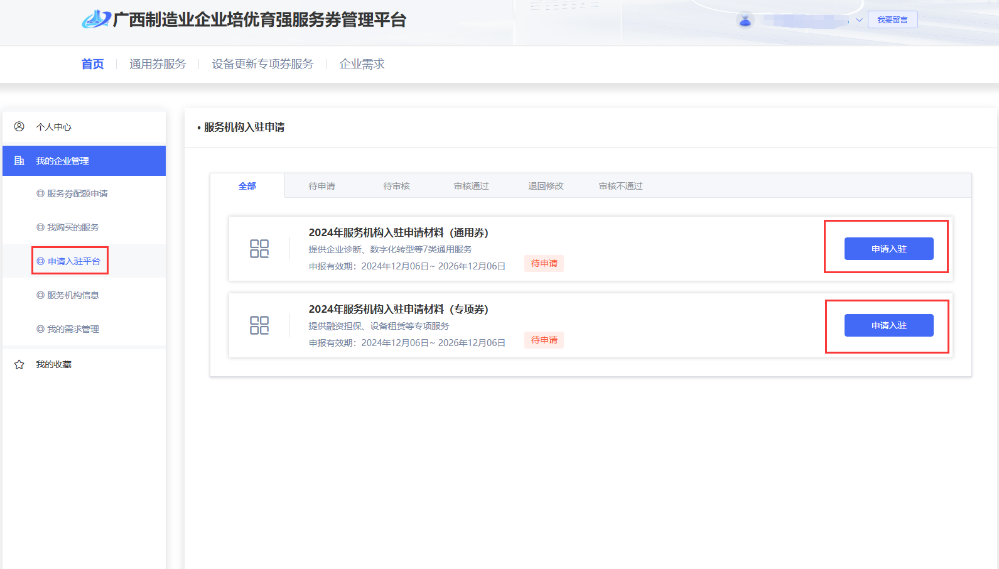 广西制造业企业培优育强服务券管理平台
我要留言
首页
通用券服务
设备更新专项券服务
企业需求
个人中心
我的企业管理
服务券配额申请
我购买的服务
申请入驻平台
服务机构信息
我的需求管理
我的收藏
• 服务机构入驻申请
全部
待申请
待审核
审核通过
退回修改
审核不通过
2024年服务机构入驻申请材料（通用券）
提供企业诊断、数字化转型等7类通用服务
申报有效期：2024年12月06日~ 2026年12月06日
待申请
申请入驻
2024年服务机构入驻申请材料（专项券）
提供融资担保、设备租赁等专项服务
申报有效期：2024年12月06日~ 2026年12月06日
待申请
申请入驻